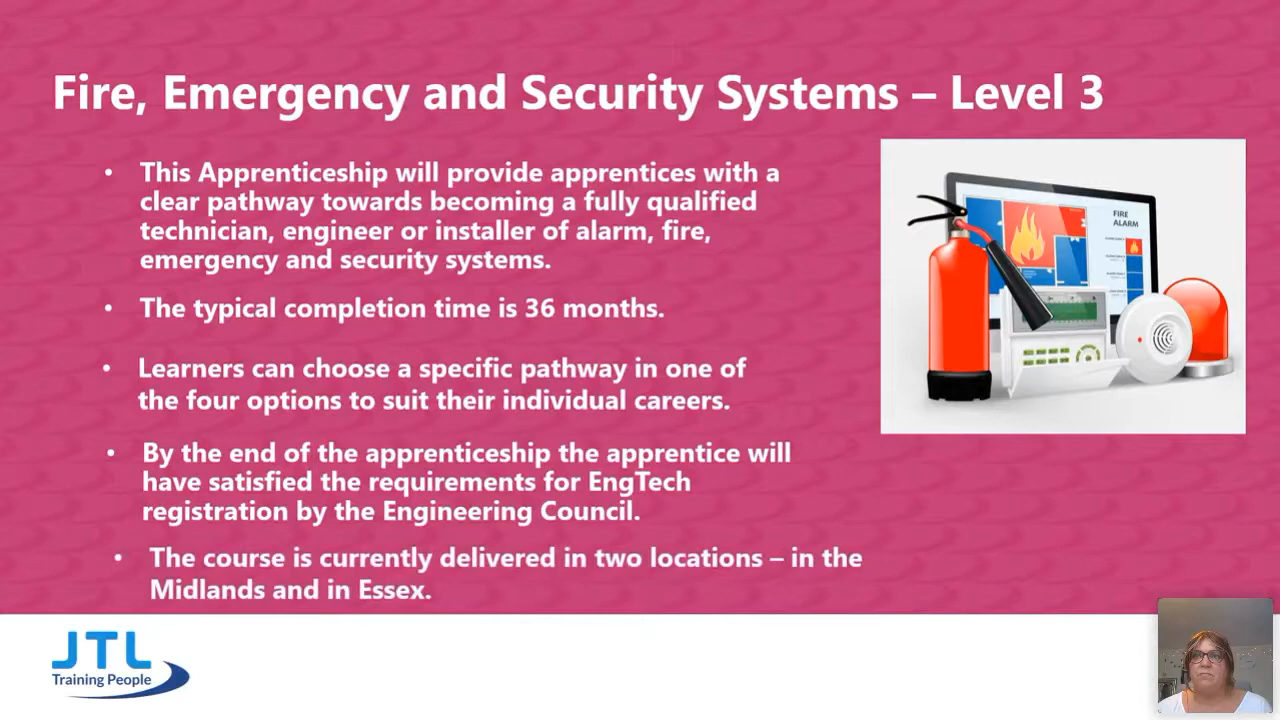 Fire, Emergency and Security Systems – Level 3
• This Apprenticeship will provide apprentices with a
clear pathway towards becoming a fully qualified
technician, engineer or installer of alarm, fire,
emergency and security systems.
• The typical completion time is 36 months.
• Learners can choose a specific pathway in one of
the four options to suit their individual careers.
• By the end of the apprenticeship the apprentice will
have satisfied the requirements for EngTech
registration by the Engineering Council.
• The course is currently delivered in two locations – in the
Midlands and in Essex.
FIRE
ALARM
JTL
Training People